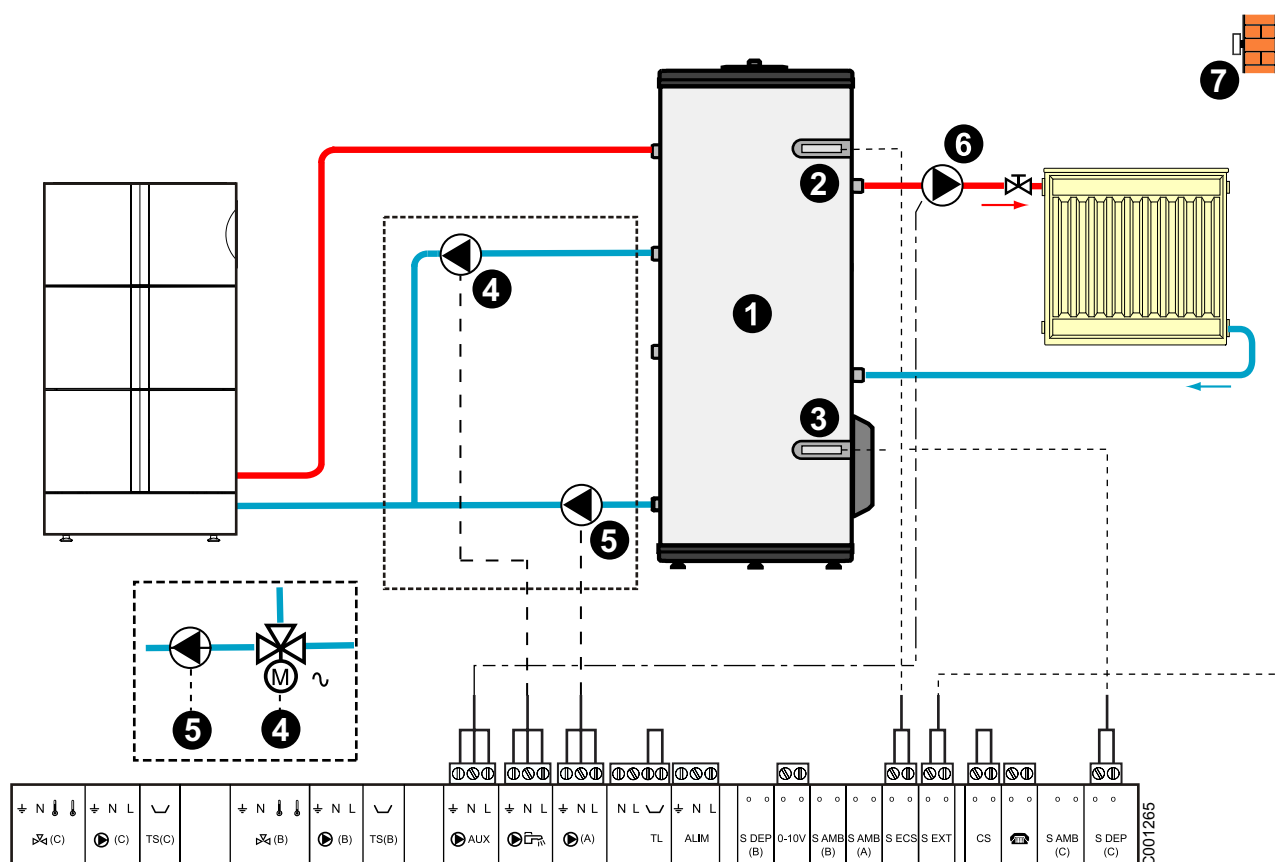 7
6
2
4
1
3
5
M
∿
5
4
⏚ N
(C)
⏚ N L
(C)
TS(C)
⏚ N
(B)
⏚ N L
(B)
TS(B)
⏚ N L
AUX
⏚ N L
⏚ N L
(A)
N L
TL
⏚ N L
ALIM
S DEP
(B)
0-10V
S AMB
(B)
S AMB
(A)
S ECS
S EXT
CS
S AMB
(C)
S DEP
(C)
C001265